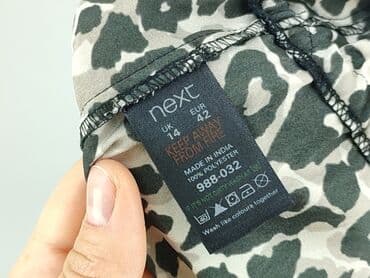 next
UK EUR
14 42
KEEP AWAY
FROM FIRE
MADE IN INDIA
100% POLYESTER
988-032
40
Wash like colours together